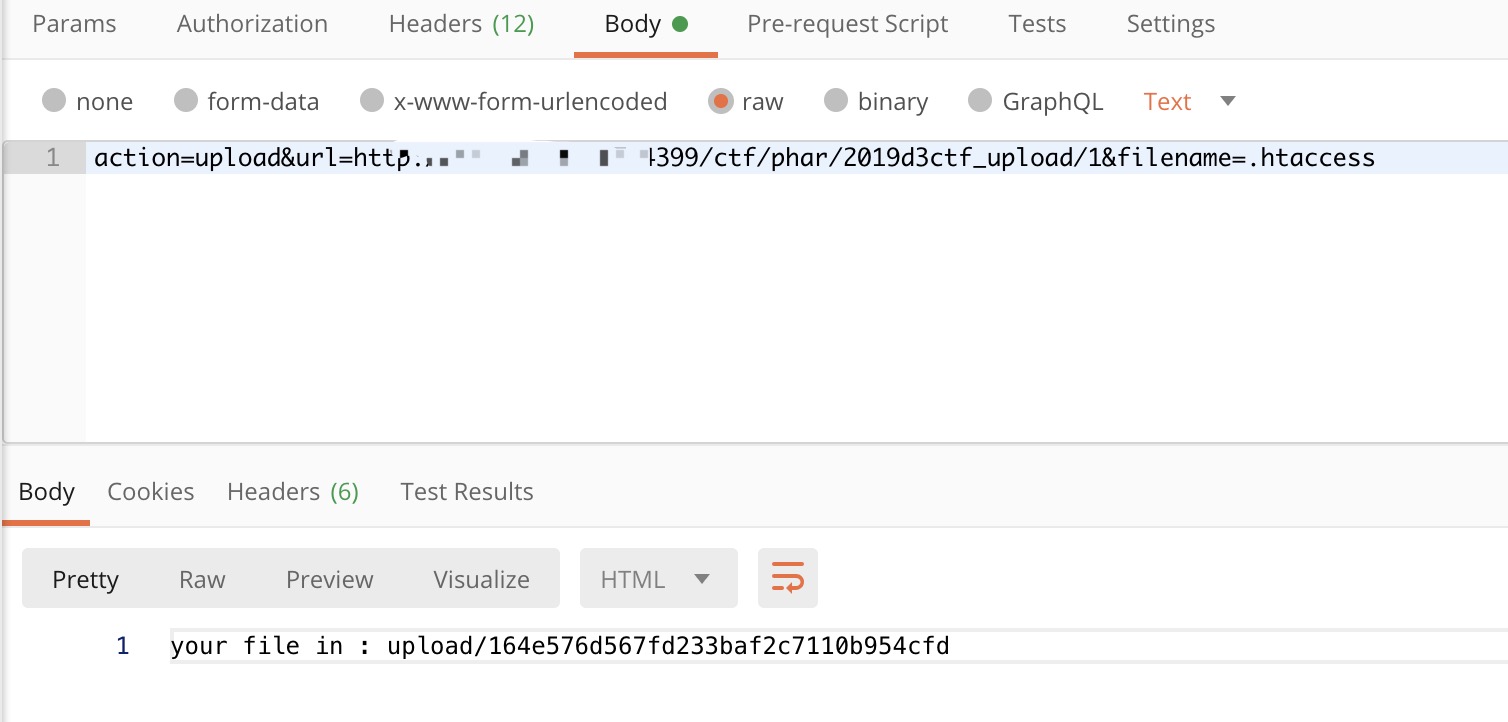 Params Authorization Headers (12) Body Pre-request Script Tests Settings
none form-data x-www-form-urlencoded raw binary GraphQL Text
1 action=upload&url=http 4399/ctf/phar/2019d3ctf_upload/1&filename=.htaccess
Body Cookies Headers (6) Test Results
Pretty Raw Preview Visualize HTML
1 your file in : upload/164e576d567fd233baf2c7110b954cfd